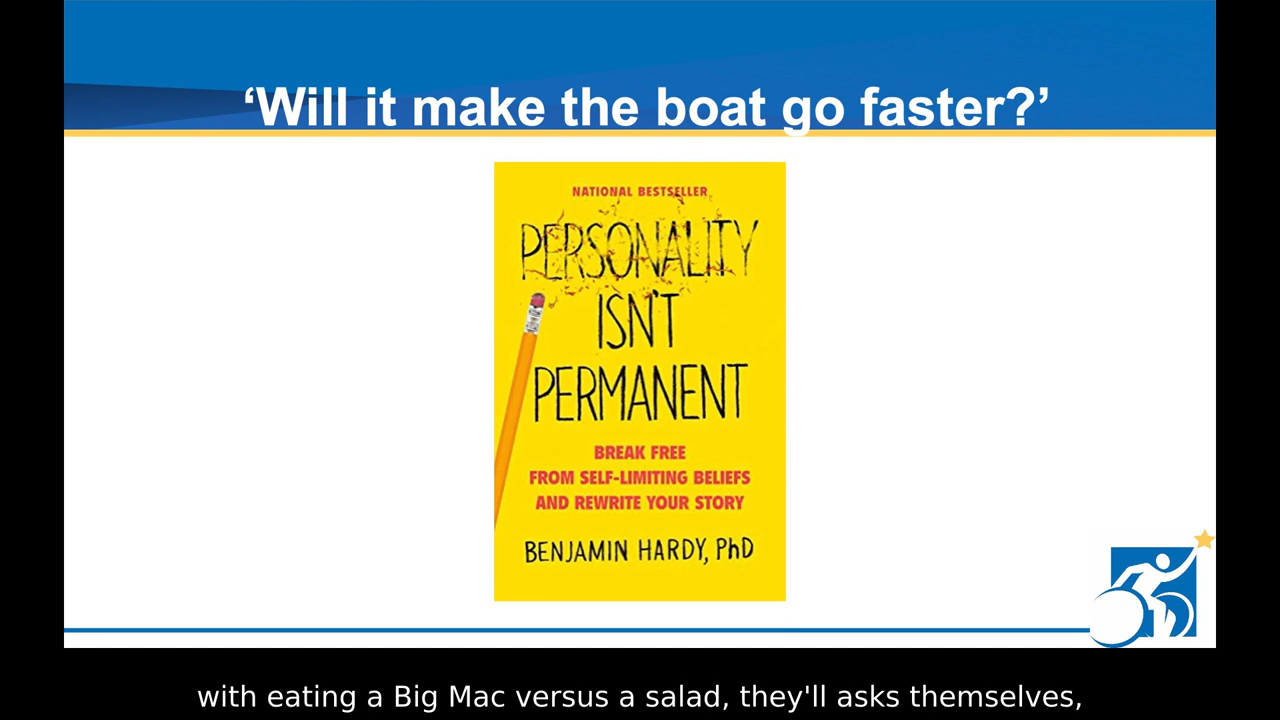 ‘Will it make the boat go faster?’
NATIONAL BESTSELLER
PERSONALITY
ISN'T
PERMANENT
BREAK FREE
FROM SELF-LIMITING BELIEFS
AND REWRITE YOUR STORY
BENJAMIN HARDY, PhD
with eating a Big Mac versus a salad, they'll asks themselves,